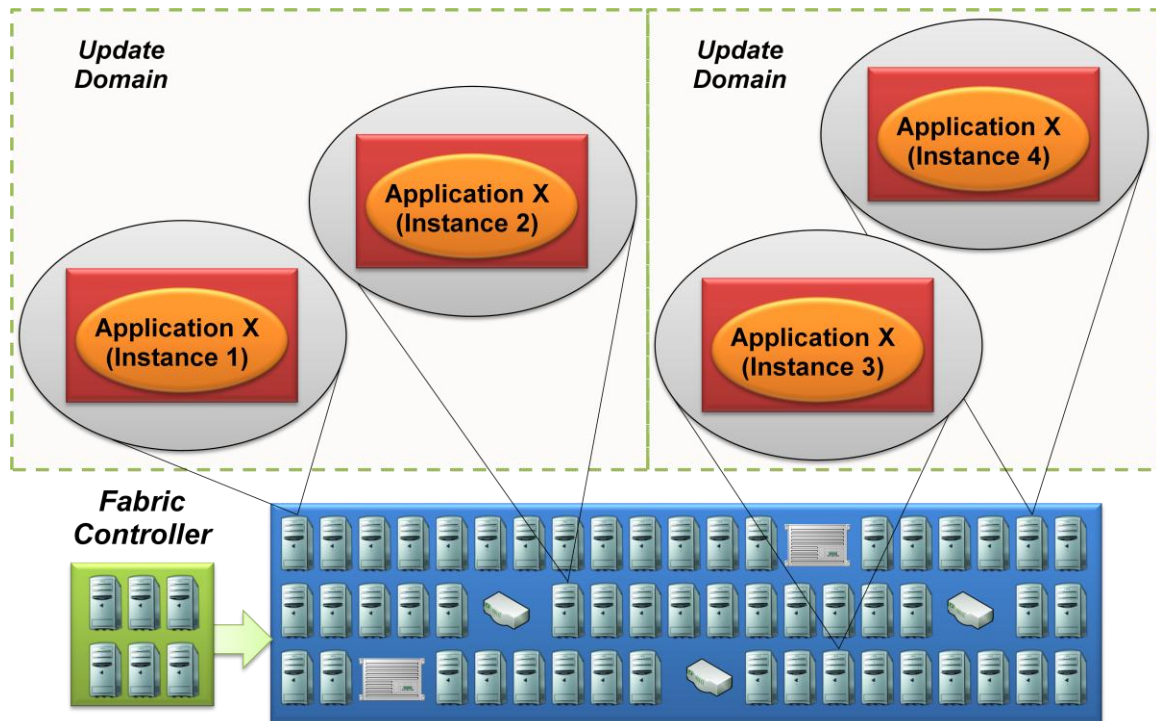 Update
Domain
Application X
(Instance 1)
Application X
(Instance 2)
Update
Domain
Application X
(Instance 4)
Application X
(Instance 3)
Fabric
Controller